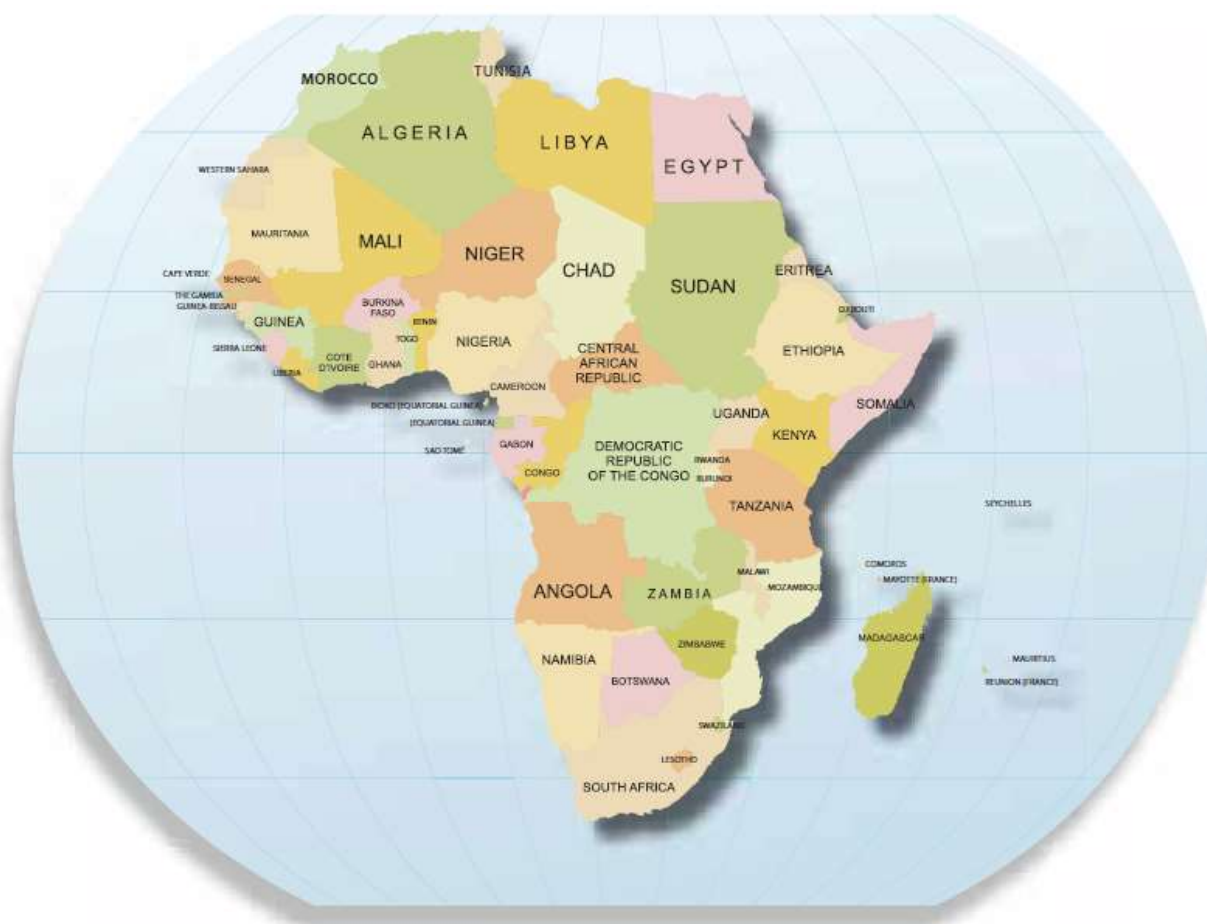 MOROCCO
TUNISIA
ALGERIA
LIBYA
EGYPT
WESTERN SAHARA
MAURITANIA
MALI
NIGER
CHAD
SUDAN
ERITREA
CAPE VERDE
SENEGAL
THE GAMBIA
GUINEA-BISSAU
BURKINA
FASO
DJIBOUTI
GUINEA
BENIN
NIGERIA
TOGO
SIERRA LEONE
COTE
D'IVOIRE
GHANA
LIBERIA
CENTRAL
AFRICAN
REPUBLIC
ETHIOPIA
CAMEROON
BIOKO (EQUATORIAL GUINEA)
(EQUATORIAL GUINEA)
UGANDA
SOMALIA
KENYA
SAO TOME
GABON
CONGO
DEMOCRATIC
REPUBLIC
OF THE CONGO
RWANDA
BURUNDI
TANZANIA
SEYCHELLES
COMOROS
MAYOTTE (FRANCE)
ANGOLA
ZAMBIA
MALAWI
MOZAMBIQUE
MADAGASCAR
ZIMBABWE
NAMIBIA
BOTSWANA
MAURITIUS
REUNION (FRANCE)
SWAZILAND
LESOTHO
SOUTH AFRICA